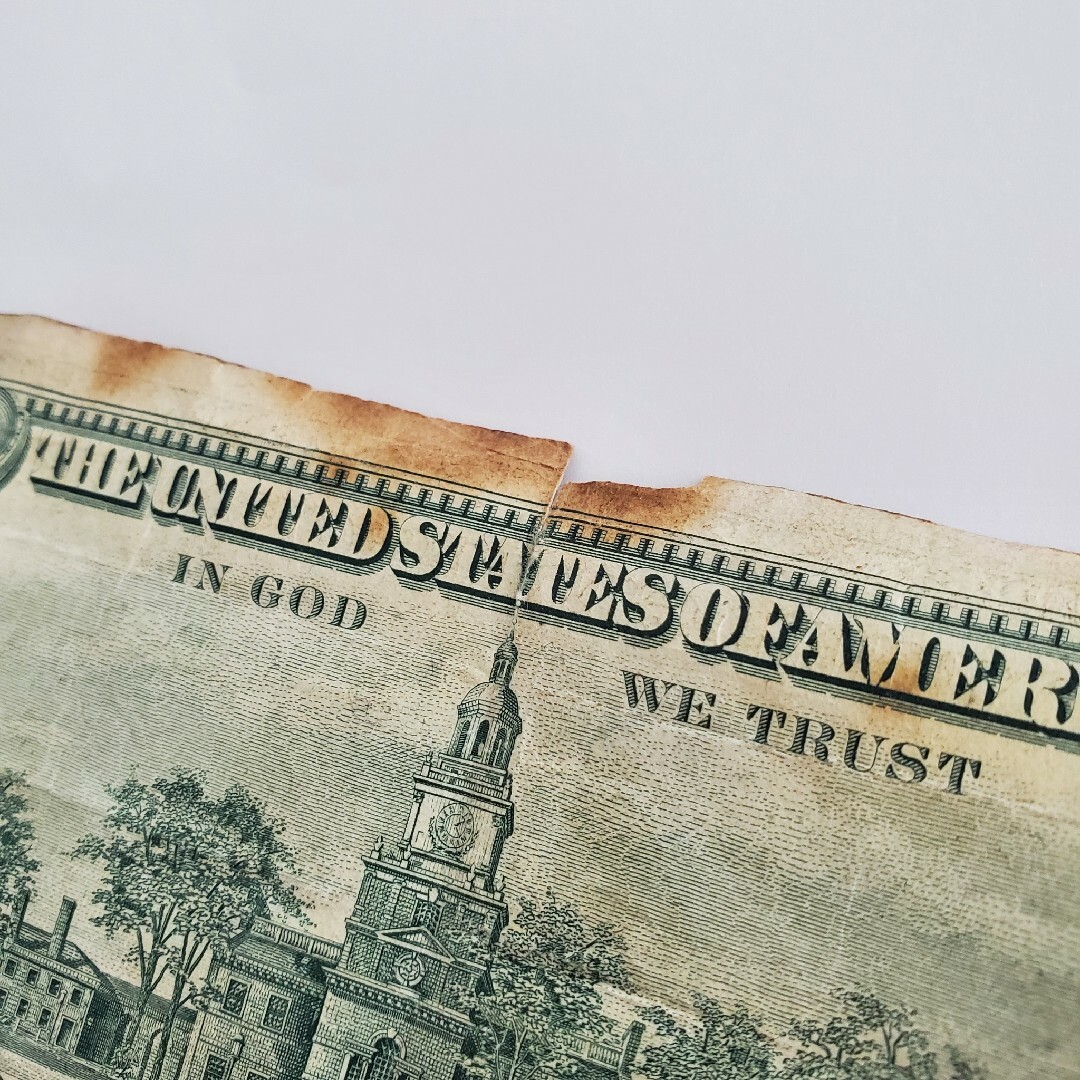 THE UNITED STATES OF AMER
IN GOD
WE TRUST